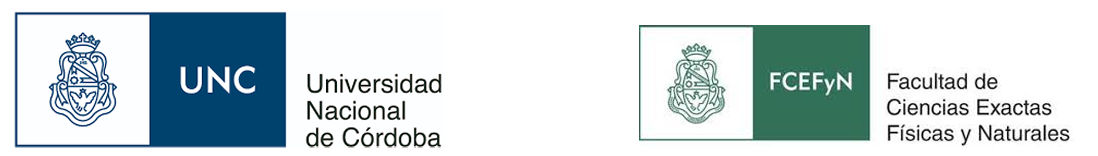 UNC
Universidad
Nacional
de Córdoba
FCEFyN
Facultad de
Ciencias Exactas
Físicas y Naturales